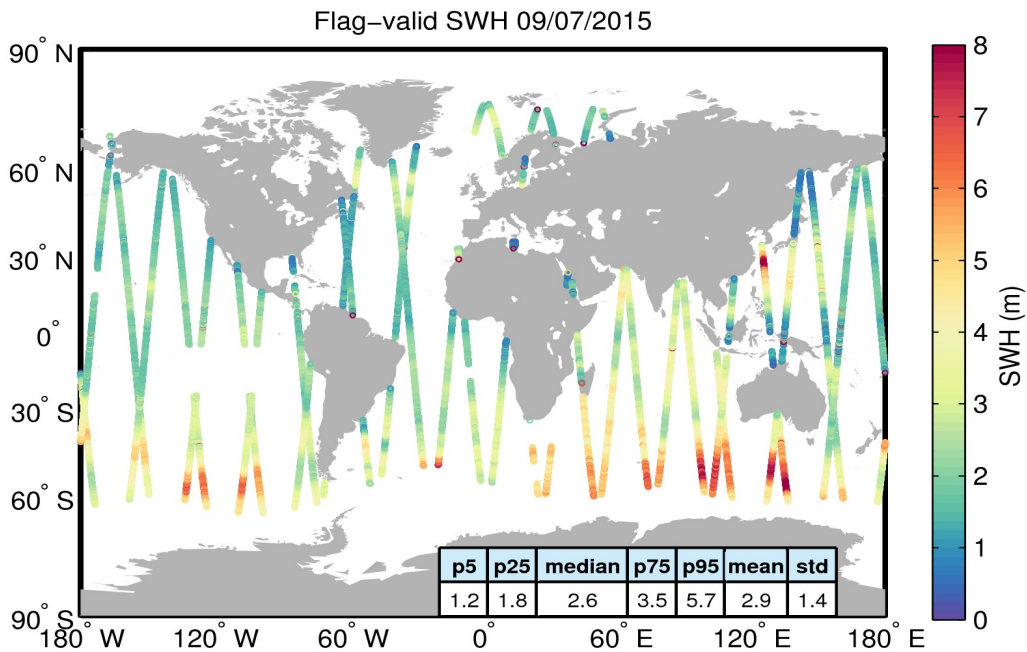 Flag−valid SWH 09/07/2015
90° N
60° N
30° N
0°
30° S
60° S
90° S
180° W
120° W
60° W
0°
60° E
120° E
180° E
p5 p25 median p75 p95 mean std
1.2 1.8 2.6 3.5 5.7 2.9 1.4
8
7
6
5
4
3
2
1
0
SWH (m)